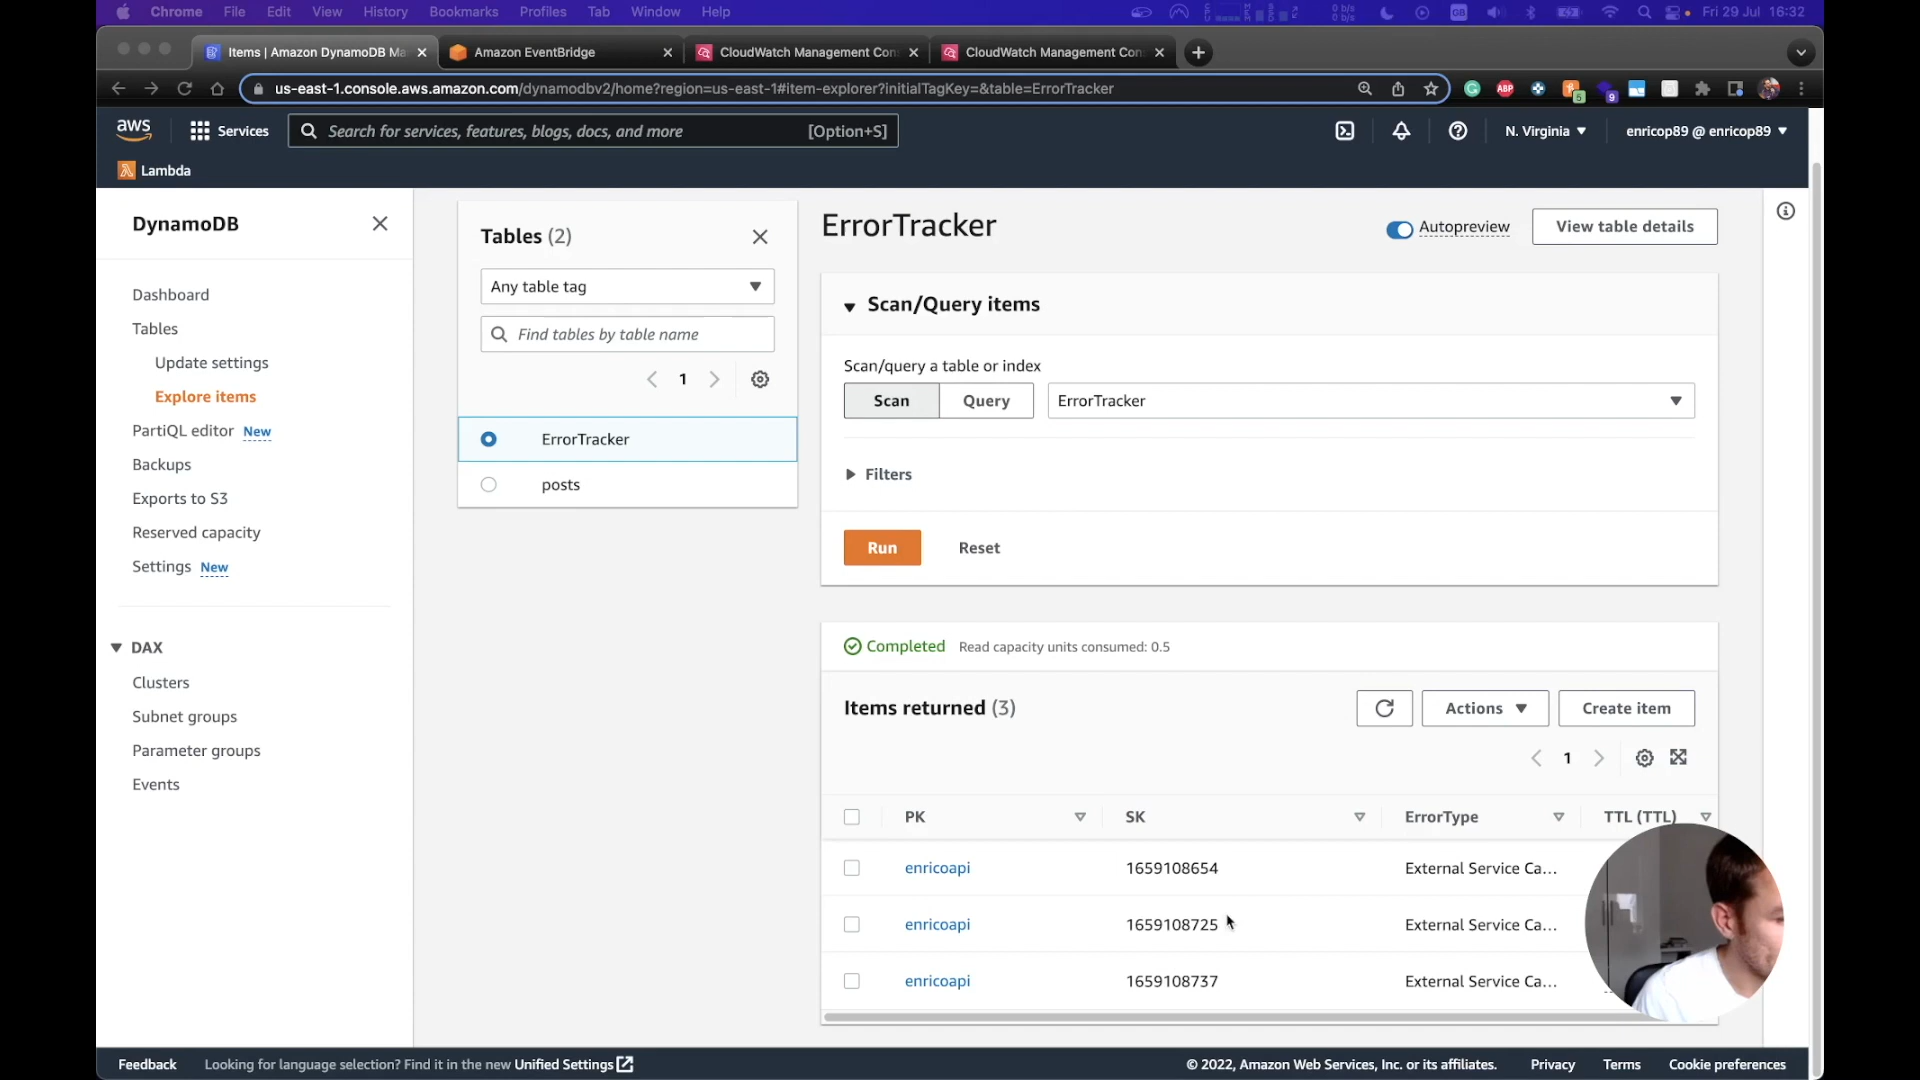 Chrome File Edit View History Bookmarks Profiles Tab Window Help Fri 29 Jul 16:32
Items | Amazon DynamoDB Ma Amazon EventBridge CloudWatch Management Con CloudWatch Management Con
us-east-1.console.aws.amazon.com/dynamodbv2/home?region=us-east-1#item-explorer?initialTagKey=&table=ErrorTracker
aws Services Search for services, features, blogs, docs, and more [Option+S] N. Virginia enricop89 @ enricop89
Lambda
DynamoDB
Dashboard
Tables
Update settings
Explore items
PartiQL editor New
Backups
Exports to S3
Reserved capacity
Settings New
DAX
Clusters
Subnet groups
Parameter groups
Events
Tables (2)
Any table tag
Find tables by table name
1
ErrorTracker
posts
ErrorTracker
Autopreview View table details
Scan/Query items
Scan/query a table or index
Scan Query ErrorTracker
Filters
Run Reset
Completed Read capacity units consumed: 0.5
Items returned (3) Actions Create item
1
PK SK ErrorType TTL (TTL)
enricoapi 1659108654 External Service Ca...
enricoapi 1659108725 External Service Ca...
enricoapi 1659108737 External Service Ca...
Feedback Looking for language selection? Find it in the new Unified Settings © 2022, Amazon Web Services, Inc. or its affiliates. Privacy Terms Cookie preferences